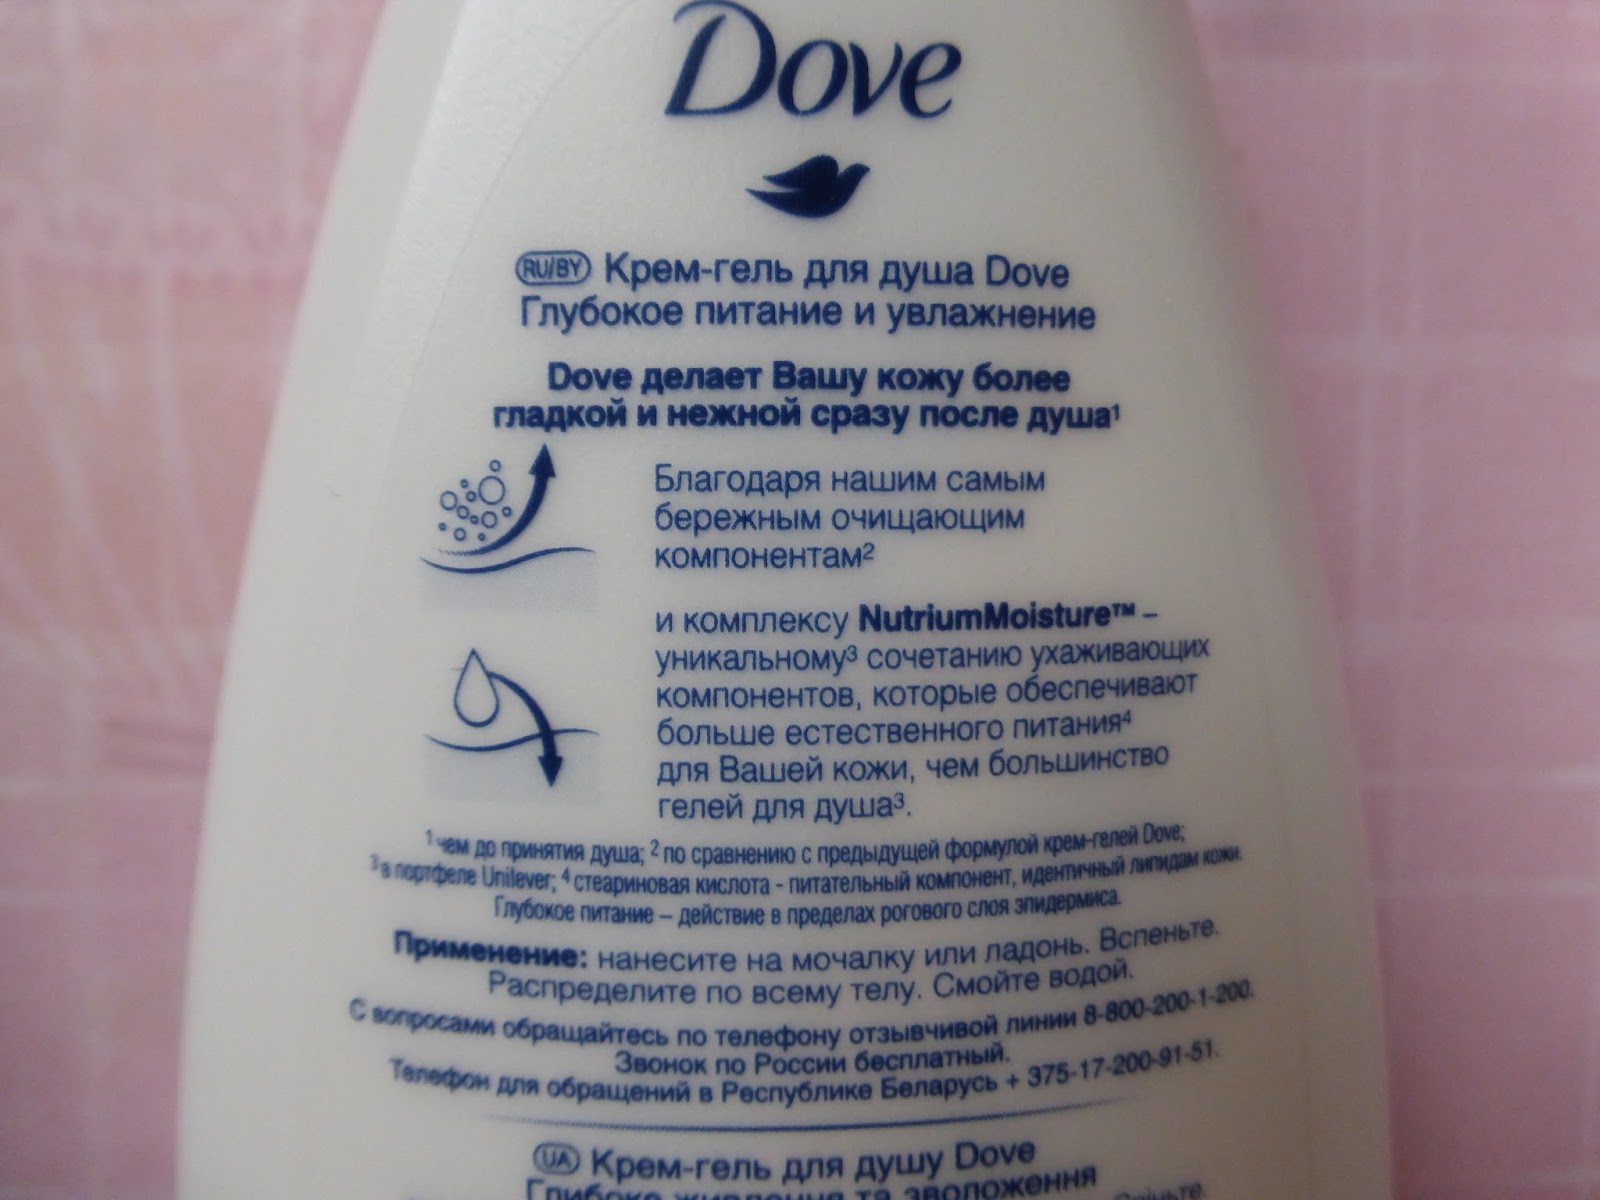 Dove
RU/BY Крем-гель для душа Dove
Глубокое питание и увлажнение
Dove делает Вашу кожу более
гладкой и нежной сразу после душа¹
Благодаря нашим самым
бережным очищающим
компонентам²
и комплексу NutriumMoisture™ –
уникальному³ сочетанию ухаживающих
компонентов, которые обеспечивают
больше естественного питания⁴
для Вашей кожи, чем большинство
гелей для душа³.
¹ чем до принятия душа; ² по сравнению с предыдущей формулой крем-гелей Dove;
³ в портфеле Unilever; ⁴ стеариновая кислота - питательный компонент, идентичный липидам кожи.
Глубокое питание – действие в пределах рогового слоя эпидермиса.
Применение: нанесите на мочалку или ладонь. Вспеньте.
Распределите по всему телу. Смойте водой.
С вопросами обращайтесь по телефону отзывчивой линии 8-800-200-1-200.
Звонок по России бесплатный.
Телефон для обращений в Республике Беларусь + 375-17-200-91-51.
UA Крем-гель для душу Dove
Глибоке живлення та зволоження